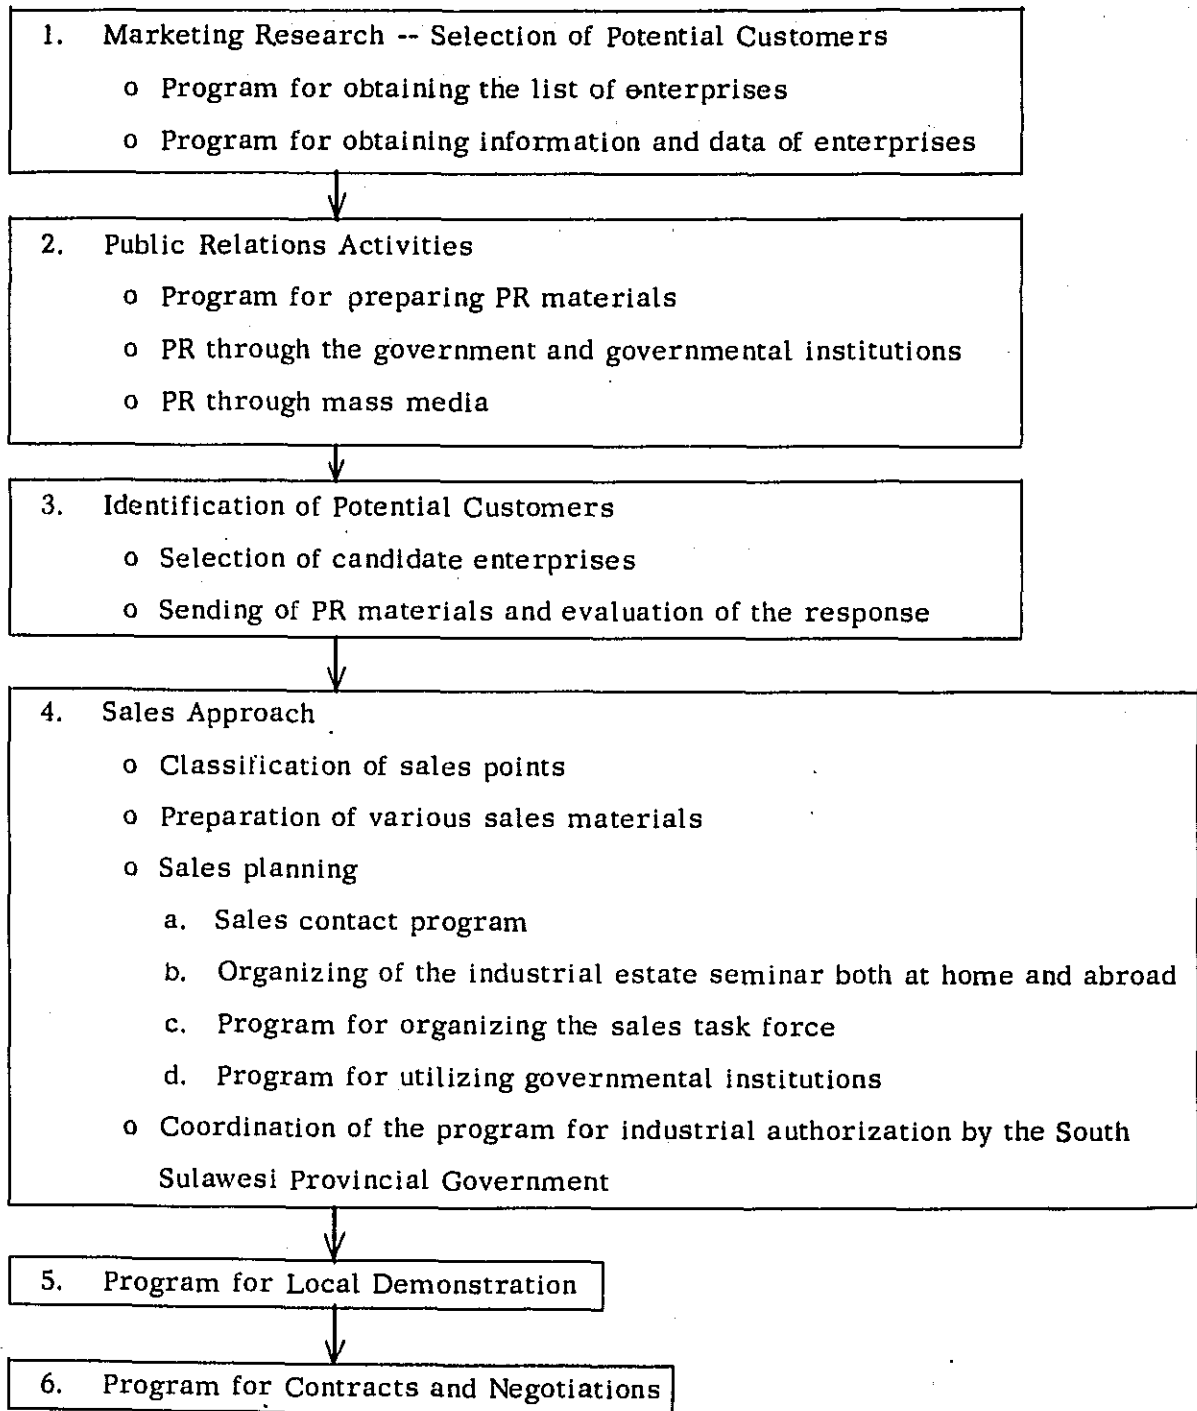 1. Marketing Research -- Selection of Potential Customers
o Program for obtaining the list of enterprises
o Program for obtaining information and data of enterprises
2. Public Relations Activities
o Program for preparing PR materials
o PR through the government and governmental institutions
o PR through mass media
3. Identification of Potential Customers
o Selection of candidate enterprises
o Sending of PR materials and evaluation of the response
4. Sales Approach
o Classification of sales points
o Preparation of various sales materials
o Sales planning
a. Sales contact program
b. Organizing of the industrial estate seminar both at home and abroad
c. Program for organizing the sales task force
d. Program for utilizing governmental institutions
o Coordination of the program for industrial authorization by the South
Sulawesi Provincial Government
5. Program for Local Demonstration
6. Program for Contracts and Negotiations